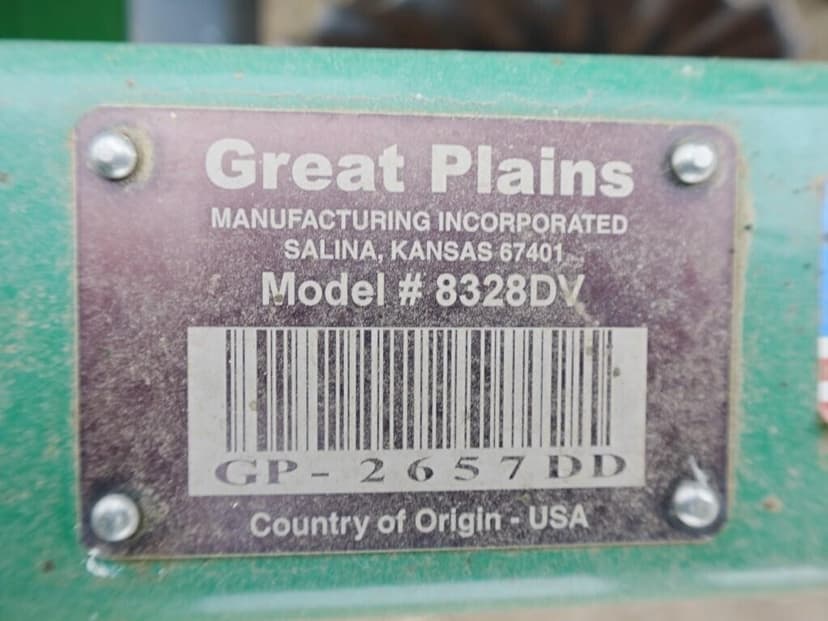 Great Plains
MANUFACTURING INCORPORATED
SALINA, KANSAS 67401
Model # 8328DV
GP-2657DD
Country of Origin - USA